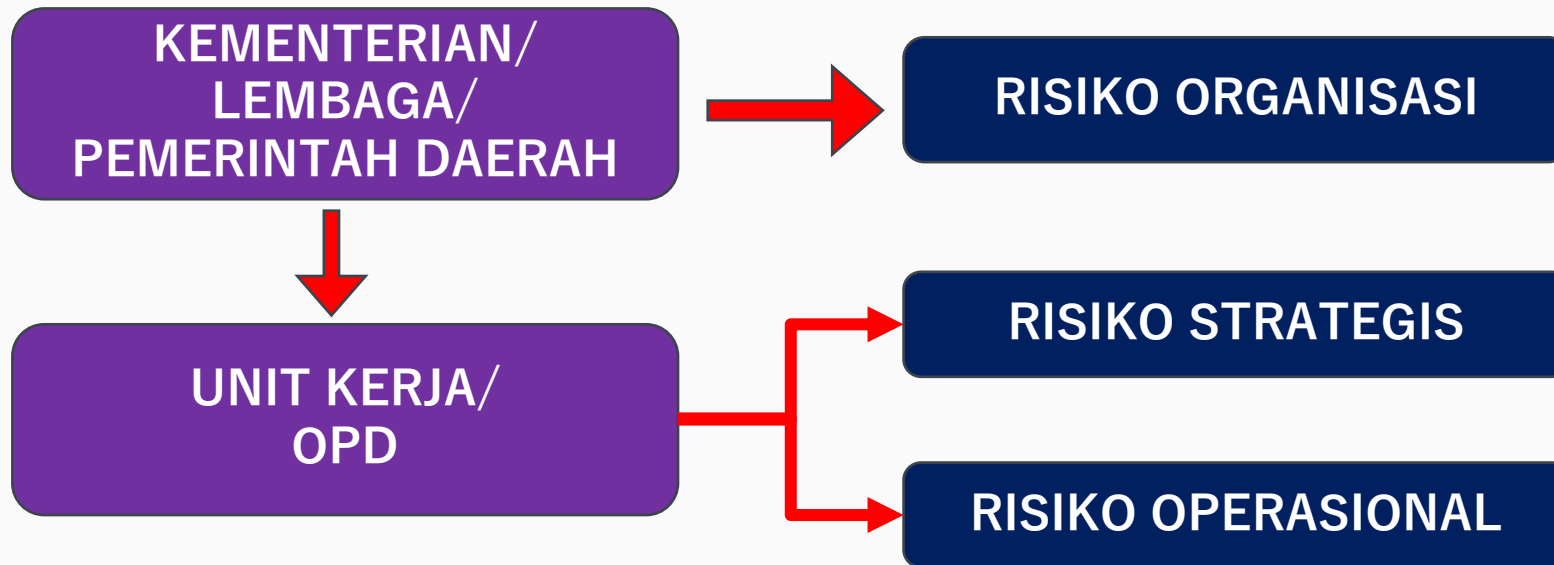 KEMENTERIAN/
LEMBAGA/
PEMERINTAH DAERAH
RISIKO ORGANISASI
UNIT KERJA/
OPD
RISIKO STRATEGIS
RISIKO OPERASIONAL